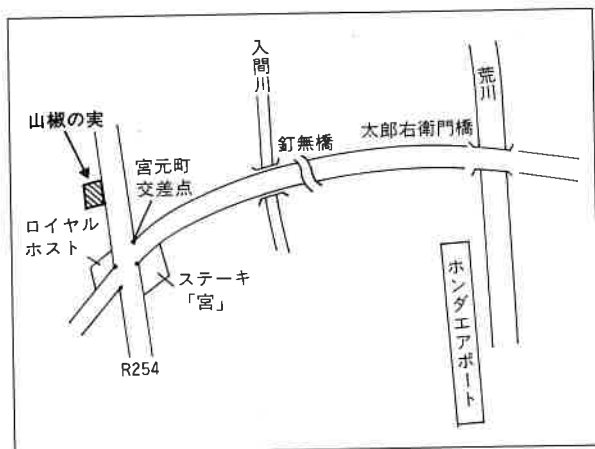 入間川
荒川
山椒の実
釘無橋
太郎右衛門橋
宮元町
交差点
ロイヤル
ホスト
ステーキ
「宮」
ホンダエアポート
R254